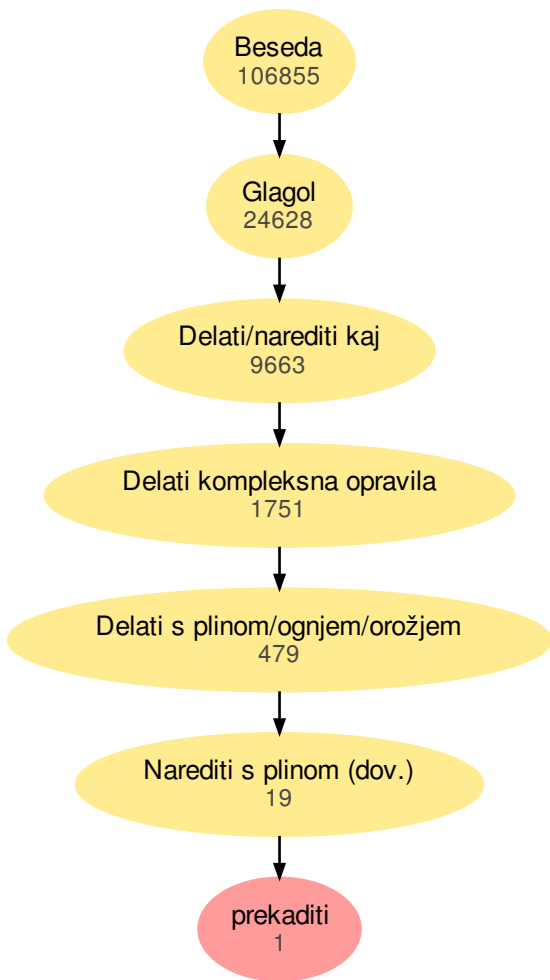 Beseda
106855
Glagol
24628
Delati/narediti kaj
9663
Delati kompleksna opravila
1751
Delati s plinom/ognjem/orožjem
479
Narediti s plinom (dov.)
19
prekaditi
1